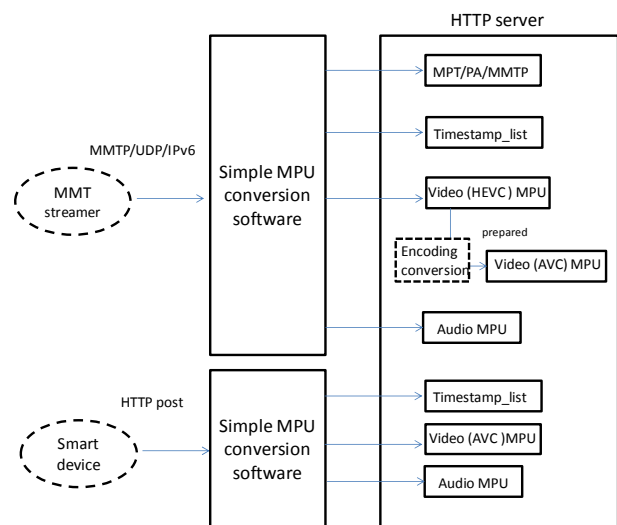 HTTP server
MPT/PA/MMTP
MMTP/UDP/IPv6
Timestamp_list
MMT
streamer
Simple MPU
conversion
software
Video (HEVC) MPU
prepared
Encoding
conversion
Video (AVC) MPU
Audio MPU
HTTP post
Smart
device
Simple MPU
conversion
software
Timestamp_list
Video (AVC )MPU
Audio MPU